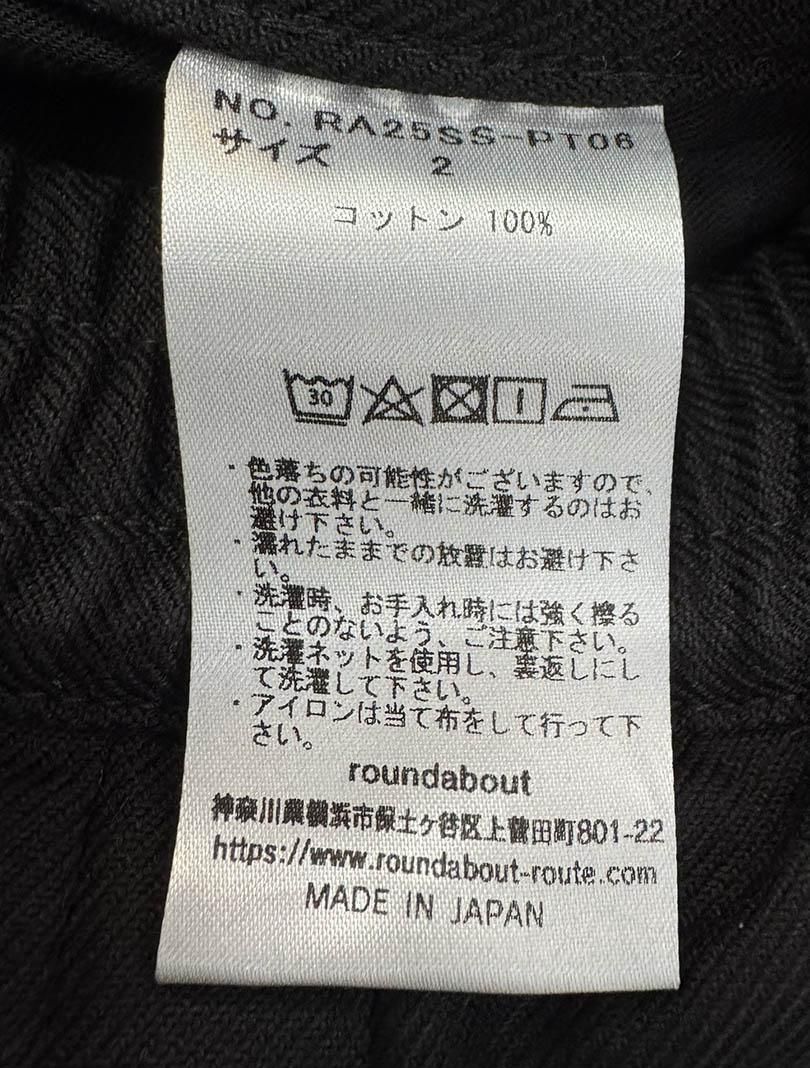 NO. RA25SS-PT06
サイズ 2
コットン 100%
30
・色落ちの可能性がございますので、
他の衣料と一緒に洗濯するのはお
避け下さい。
・濡れたままでの放置はお避け下さ
い。
・洗濯時、お手入れ時には強く擦る
ことのないよう、ご注意下さい。
・洗濯ネットを使用し、裏返しにし
て洗濯して下さい。
・アイロンは当て布をして行って下
さい。
roundabout
神奈川県横浜市保土ヶ谷区上菅田町801-22
https://www.roundabout-route.com
MADE IN JAPAN